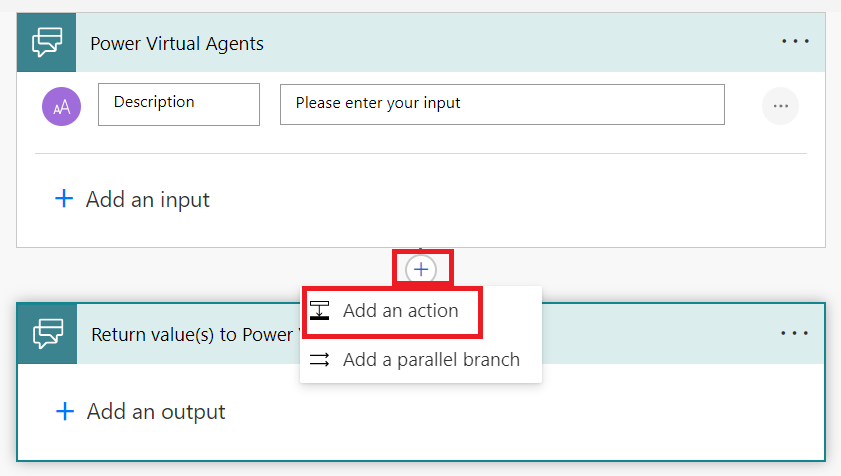 Power Virtual Agents
AA
Description
Please enter your input
Add an input
Add an action
Return value(s) to Power
Add a parallel branch
Add an output